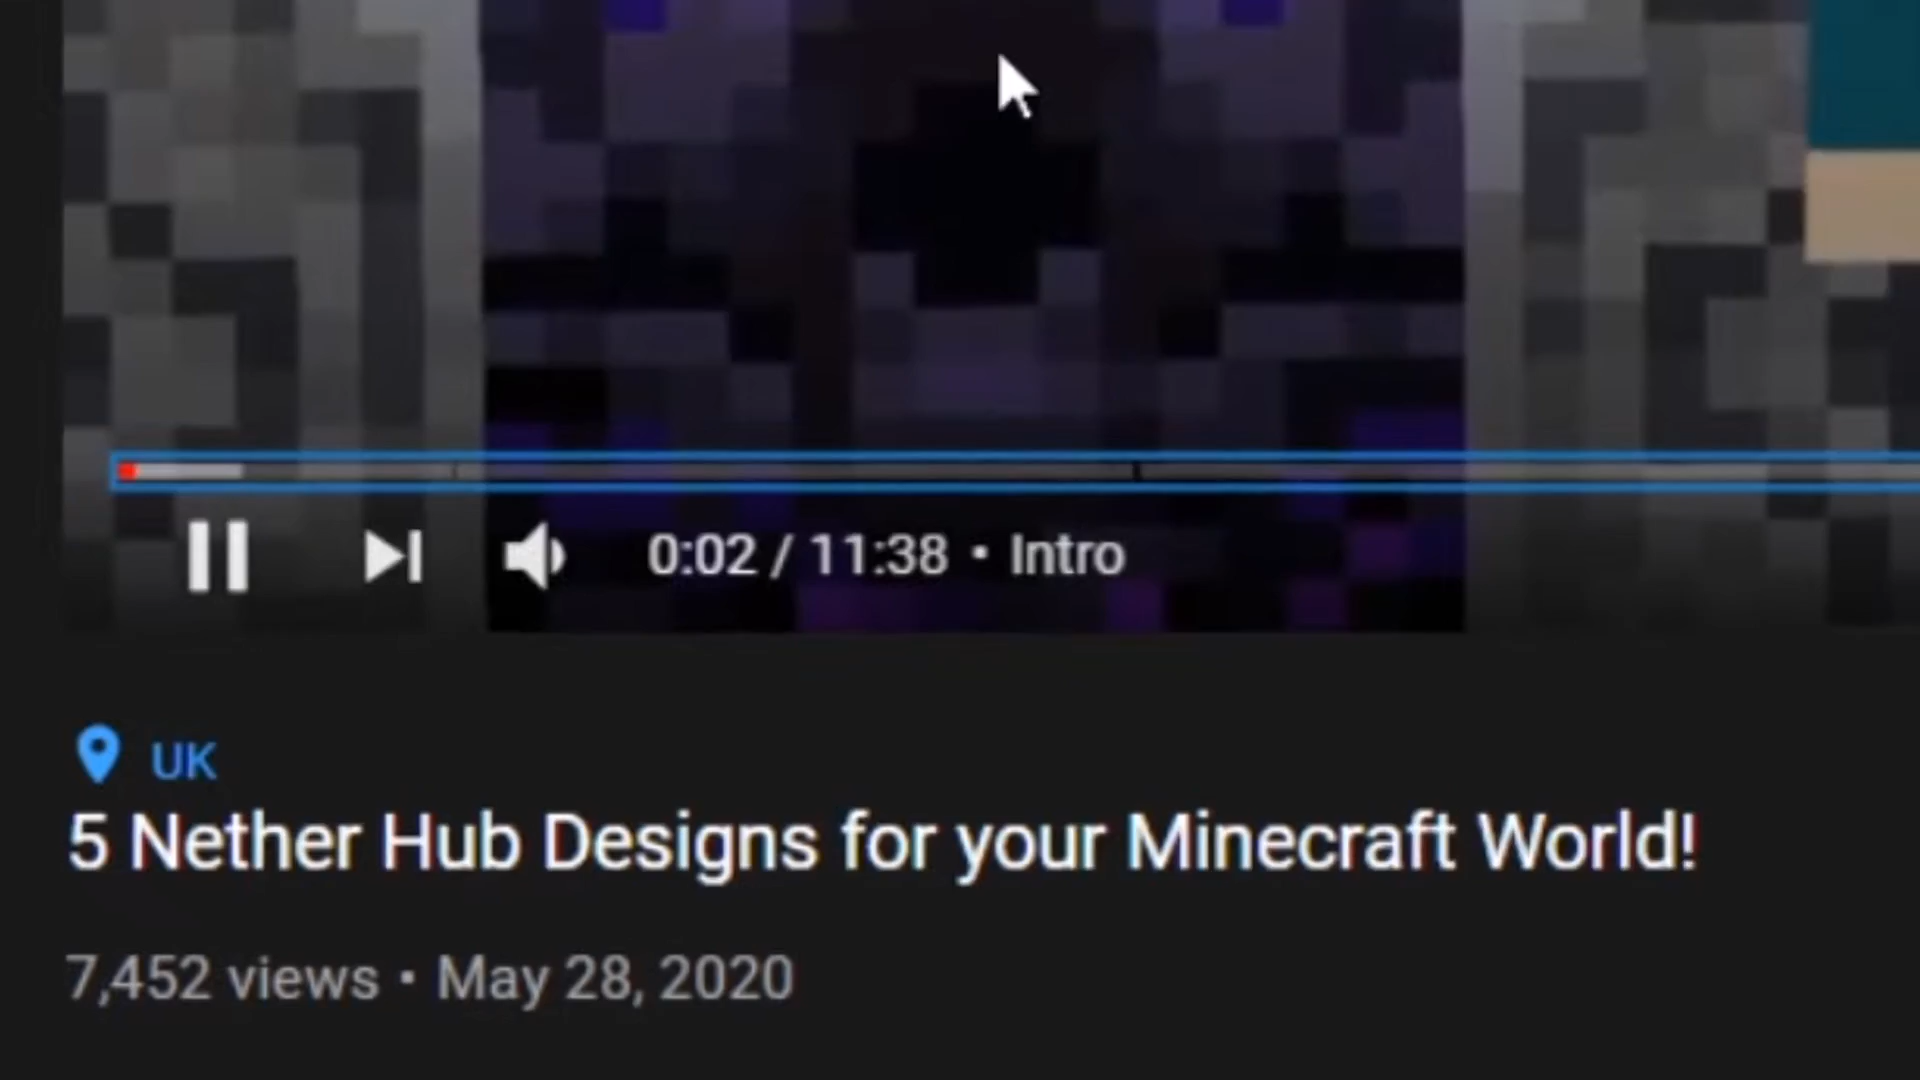 0:02 / 11:38 • Intro
UK
5 Nether Hub Designs for your Minecraft World!
7,452 views • May 28, 2020